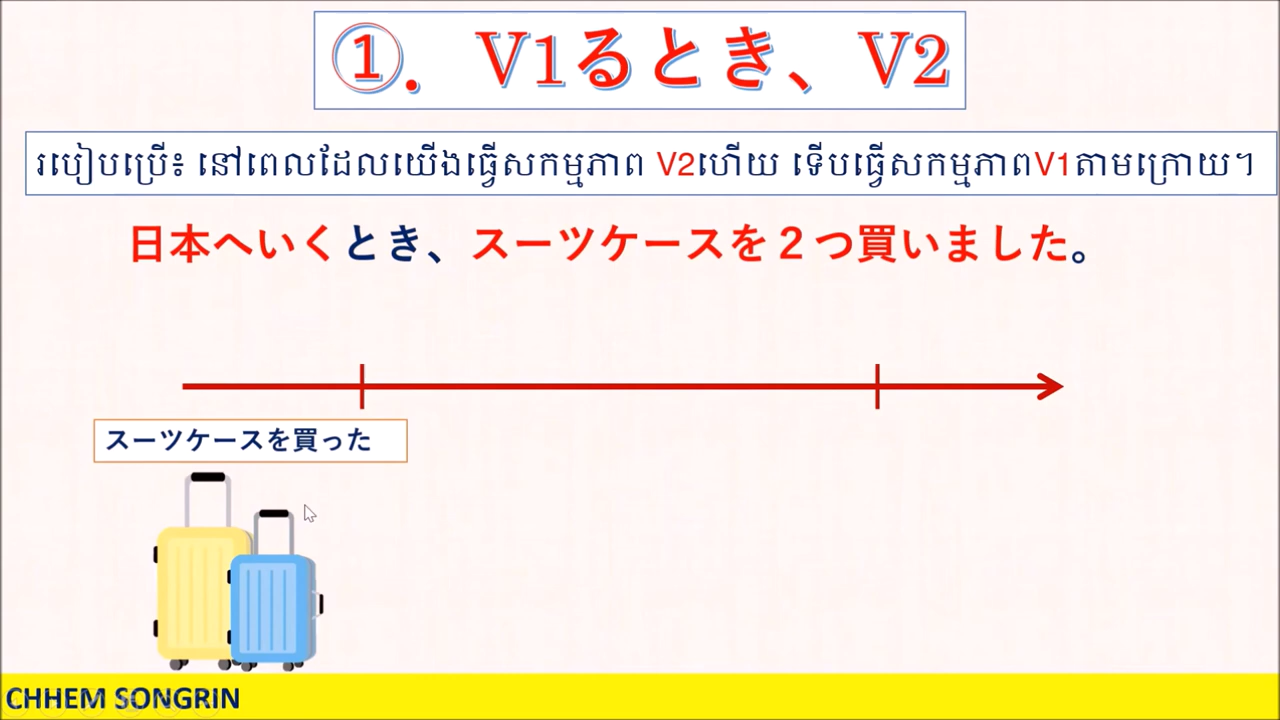 ①. V1るとき、V2
របៀបប្រើ៖ នៅពេលដែលយើងធ្វើសកម្មភាព V2ហើយ ទើបធ្វើសកម្មភាពV1តាមក្រោយ។
日本へいくとき、スーツケースを２つ買いました。
スーツケースを買った
CHHEM SONGRIN